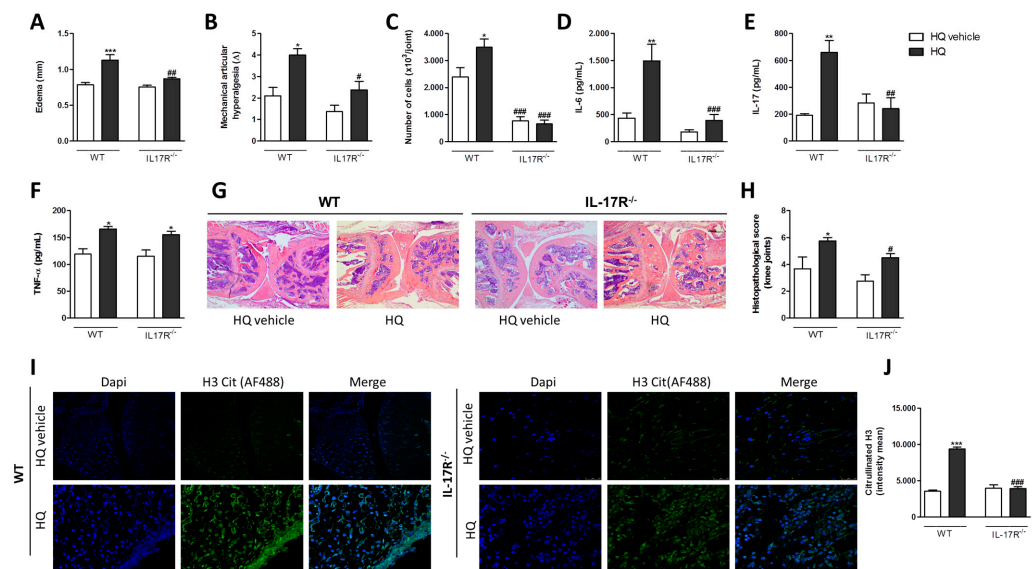 A
Edema (mm)
1.5
1.0
0.5
0.0
***
##
WT
IL17R-/-
B
Mechanical articular
hyperalgesia (Δ)
6
5
4
3
2
1
0
*
#
WT
IL17R-/-
C
Number of cells (x10³/joint)
4.000
3.000
2.000
1.000
0
*
###
###
WT
IL17R-/-
D
IL-6 (pg/mL)
2.000
1.500
1.000
500
0
**
###
WT
IL17R-/-
E
IL-17 (pg/mL)
1.000
800
600
400
200
0
**
##
WT
IL17R-/-
HQ vehicle
HQ
F
TNF-α (pg/mL)
200
150
100
50
0
*
*
WT
IL17R-/-
G
WT
IL-17R-/-
HQ vehicle
HQ
HQ vehicle
HQ
H
Histopathological score
(knee joints)
8
6
4
2
0
*
#
WT
IL17R-/-
I
WT
Dapi
H3 Cit (AF488)
Merge
HQ vehicle
HQ
IL-17R-/-
Dapi
H3 Cit(AF488)
Merge
HQ vehicle
HQ
J
Citrullinated H3
(intensity mean)
15.000
10.000
5.000
0
***
###
WT
IL-17R-/-